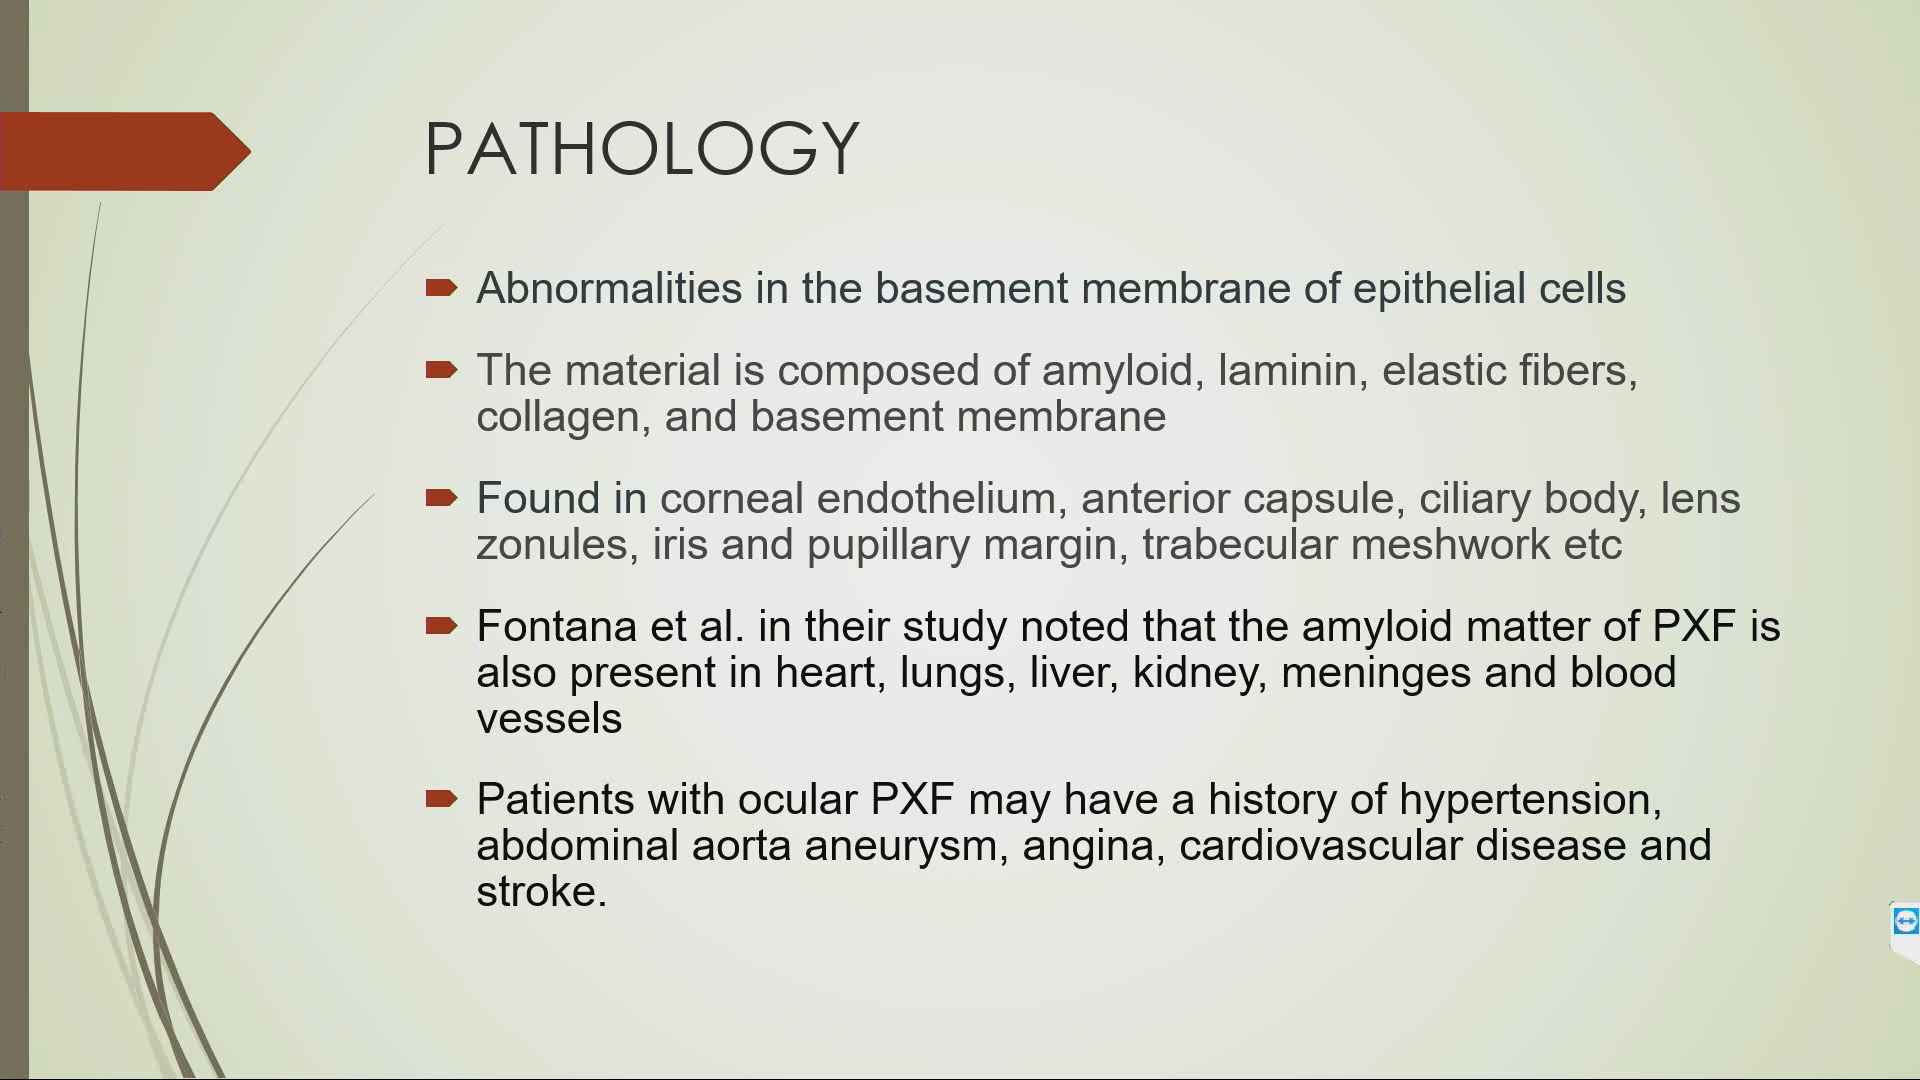 PATHOLOGY
Abnormalities in the basement membrane of epithelial cells
The material is composed of amyloid, laminin, elastic fibers,
collagen, and basement membrane
Found in corneal endothelium, anterior capsule, ciliary body, lens
zonules, iris and pupillary margin, trabecular meshwork etc
Fontana et al. in their study noted that the amyloid matter of PXF is
also present in heart, lungs, liver, kidney, meninges and blood
vessels
Patients with ocular PXF may have a history of hypertension,
abdominal aorta aneurysm, angina, cardiovascular disease and
stroke.